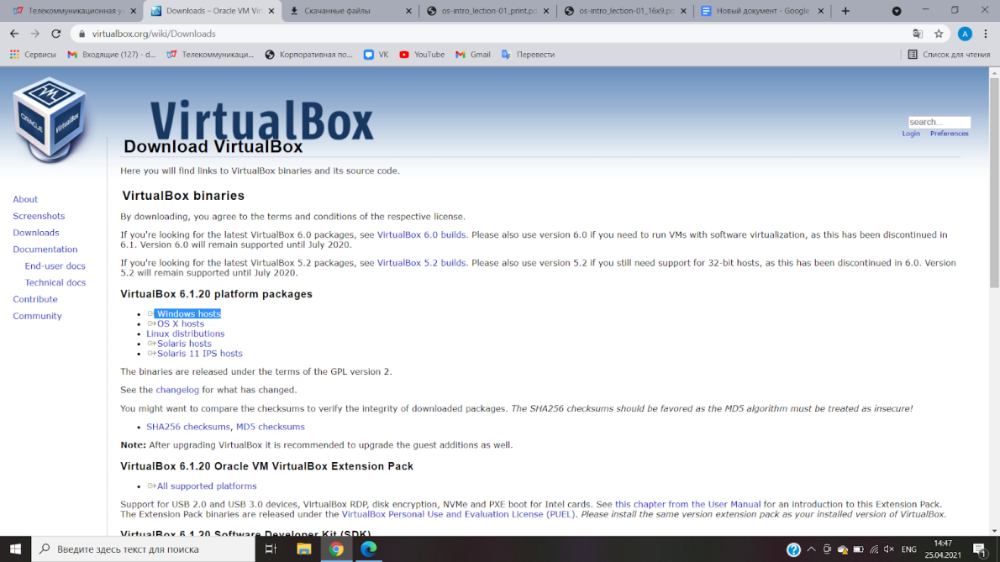 Телекоммуникационная уч
Downloads – Oracle VM Vir
Скачанные файлы
os-intro_lection-01_print.pd
os-intro_lection-01_16x9.pd
Новый документ - Google
virtualbox.org/wiki/Downloads
A
Сервисы
Входящие (127) - d...
Телекоммуникаци...
Корпоративная по...
VK
YouTube
Gmail
Перевести
Список для чтения
ORACLE
VirtualBox
VirtualBox
search...
Login
Preferences
About
Screenshots
Downloads
Documentation
End-user docs
Technical docs
Contribute
Community
Download VirtualBox
Here you will find links to VirtualBox binaries and its source code.
VirtualBox binaries
By downloading, you agree to the terms and conditions of the respective license.
If you're looking for the latest VirtualBox 6.0 packages, see VirtualBox 6.0 builds. Please also use version 6.0 if you need to run VMs with software virtualization, as this has been discontinued in
6.1. Version 6.0 will remain supported until July 2020.
If you're looking for the latest VirtualBox 5.2 packages, see VirtualBox 5.2 builds. Please also use version 5.2 if you still need support for 32-bit hosts, as this has been discontinued in 6.0. Version
5.2 will remain supported until July 2020.
VirtualBox 6.1.20 platform packages
Windows hosts
OS X hosts
Linux distributions
Solaris hosts
Solaris 11 IPS hosts
The binaries are released under the terms of the GPL version 2.
See the changelog for what has changed.
You might want to compare the checksums to verify the integrity of downloaded packages. The SHA256 checksums should be favored as the MD5 algorithm must be treated as insecure!
SHA256 checksums, MD5 checksums
Note: After upgrading VirtualBox it is recommended to upgrade the guest additions as well.
VirtualBox 6.1.20 Oracle VM VirtualBox Extension Pack
All supported platforms
Support for USB 2.0 and USB 3.0 devices, VirtualBox RDP, disk encryption, NVMe and PXE boot for Intel cards. See this chapter from the User Manual for an introduction to this Extension Pack.
The Extension Pack binaries are released under the VirtualBox Personal Use and Evaluation License (PUEL). Please install the same version extension pack as your installed version of VirtualBox.
VirtualBox 6.1.20 Software Developer Kit (SDK)
Введите здесь текст для поиска
ENG
14:47
25.04.2021
1